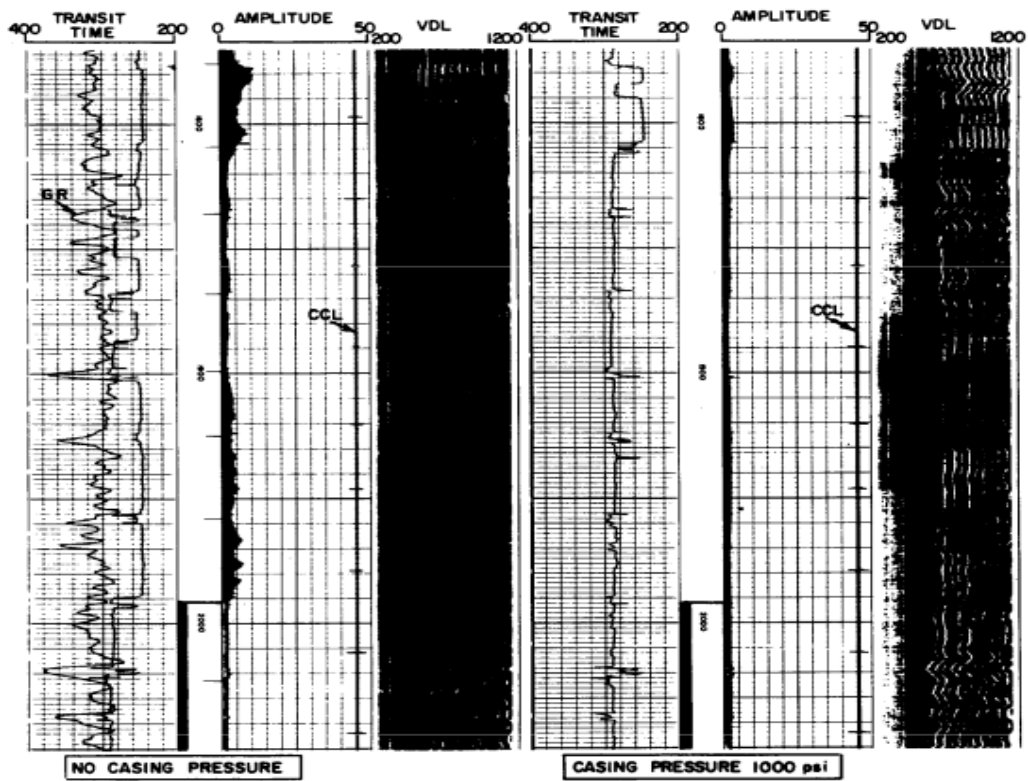 TRANSIT TIME
400 200
AMPLITUDE
0 50
VDL
200 1200
TRANSIT TIME
400 200
AMPLITUDE
0 50
VDL
200 1200
GR
CCL
CCL
NO CASING PRESSURE
CASING PRESSURE 1000 psi